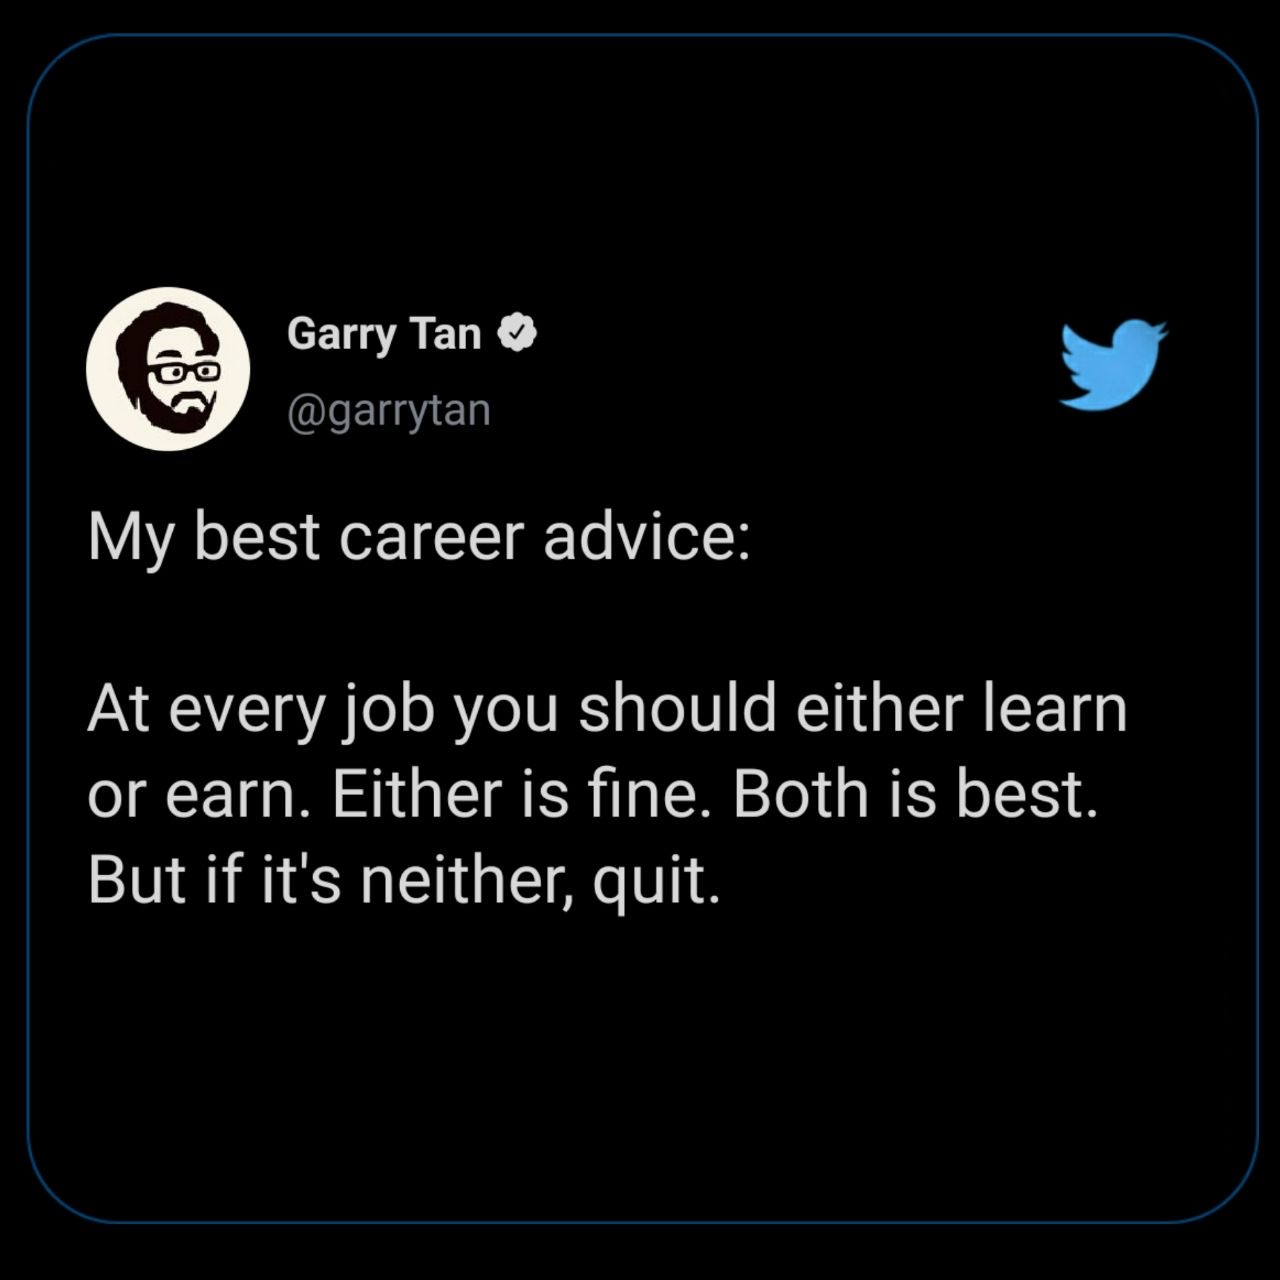 Garry Tan
@garrytan
My best career advice:
At every job you should either learn
or earn. Either is fine. Both is best.
But if it's neither, quit.